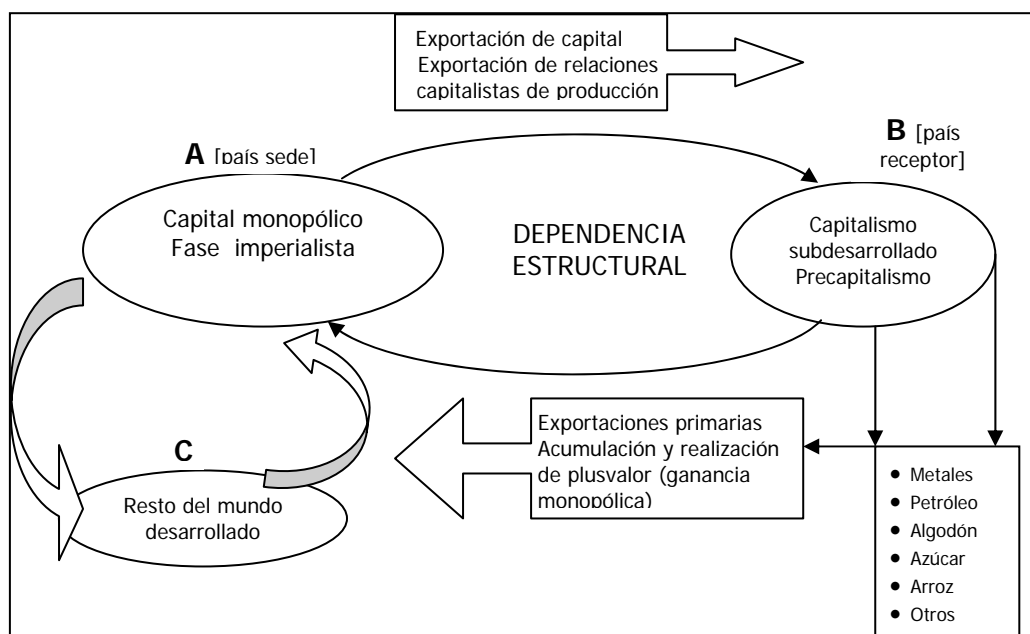 Exportación de capital
Exportación de relaciones
capitalistas de producción
A [país sede]
B [país
receptor]
Capital monopólico
Fase imperialista
DEPENDENCIA
ESTRUCTURAL
Capitalismo
subdesarrollado
Precapitalismo
C
Resto del mundo
desarrollado
Exportaciones primarias
Acumulación y realización
de plusvalor (ganancia
monopólica)
• Metales
• Petróleo
• Algodón
• Azúcar
• Arroz
• Otros